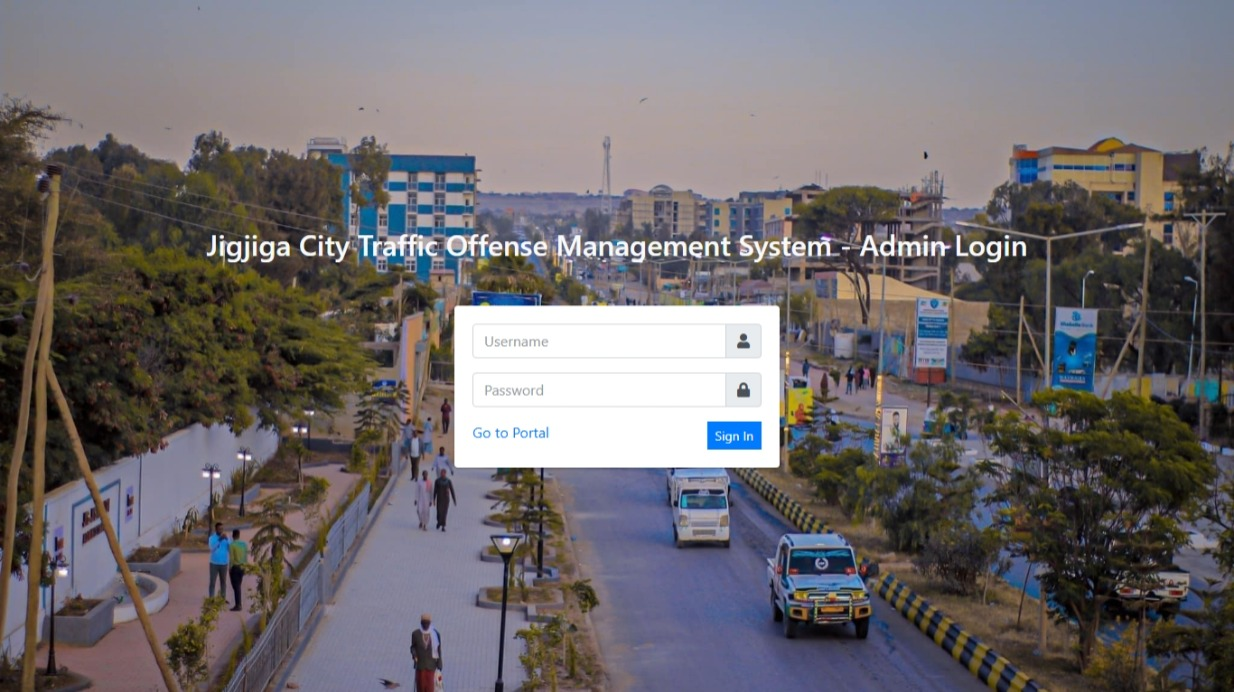 Jigjiga City Traffic Offense Management System - Admin Login
Username
Password
Go to Portal
Sign In